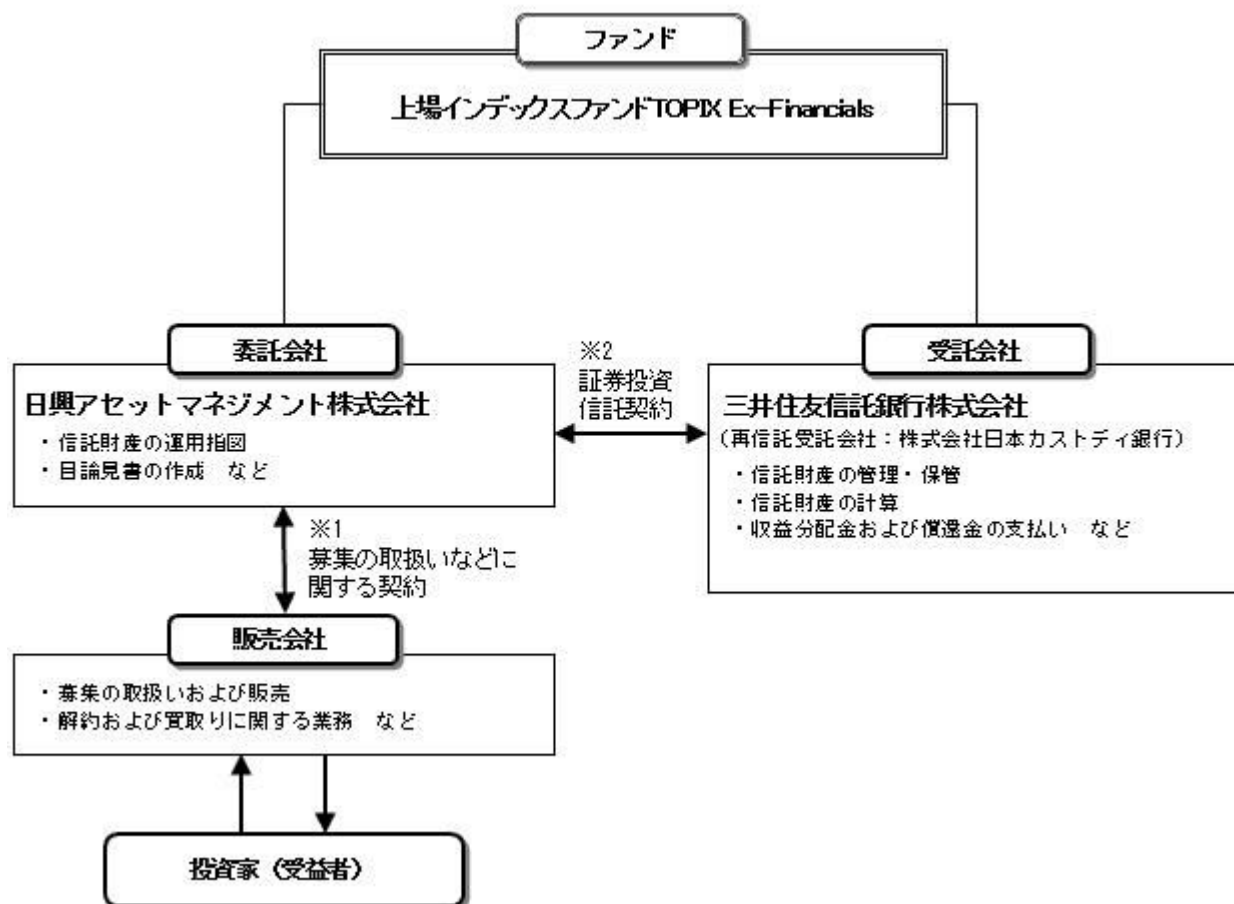 ファンド
上場インデックスファンドTOPIX Ex-Financials
委託会社
日興アセットマネジメント株式会社
・信託財産の運用指図
・目論見書の作成 など
※2
証券投資
信託契約
受託会社
三井住友信託銀行株式会社
（再信託受託会社：株式会社日本カストディ銀行）
・信託財産の管理・保管
・信託財産の計算
・収益分配金および償還金の支払い など
※1
募集の取扱いなどに
関する契約
販売会社
・募集の取扱いおよび販売
・解約および買取りに関する業務 など
投資家（受益者）